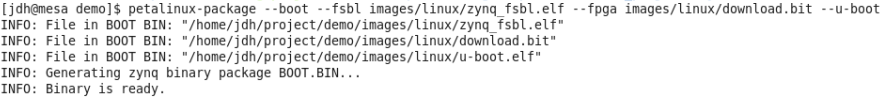 [jdh@mesa demo]$ petalinux-package --boot --fsbl images/linux/zynq_fsbl.elf --fpga images/linux/download.bit --u-boot
INFO: File in BOOT BIN: "/home/jdh/project/demo/images/linux/zynq_fsbl.elf"
INFO: File in BOOT BIN: "/home/jdh/project/demo/images/linux/download.bit"
INFO: File in BOOT BIN: "/home/jdh/project/demo/images/linux/u-boot.elf"
INFO: Generating zynq binary package BOOT.BIN...
INFO: Binary is ready.